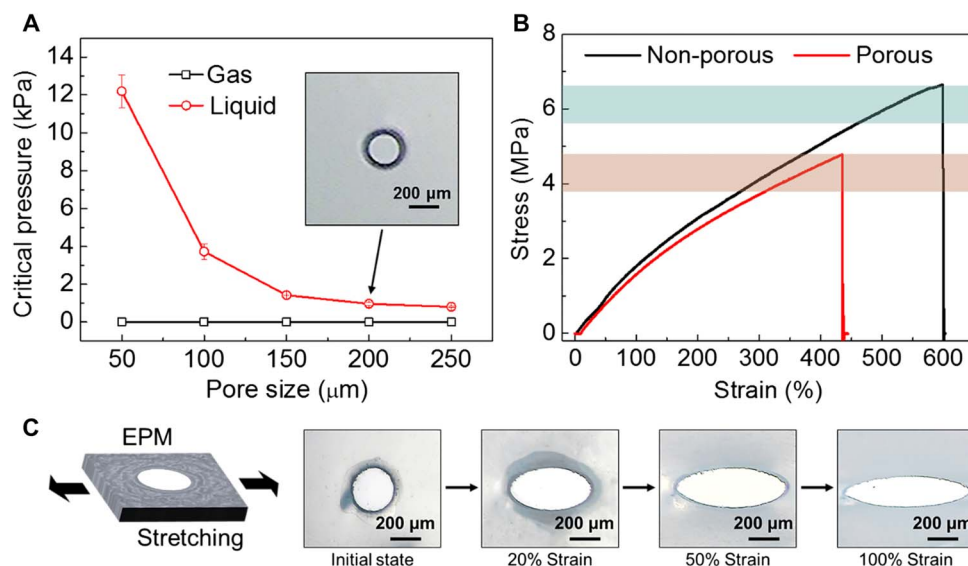 A
Critical pressure (kPa)
14
12
10
8
6
4
2
0
Gas
Liquid
200 μm
50 100 150 200 250
Pore size (μm)
B
Stress (MPa)
8
6
4
2
0
Non-porous Porous
0 100 200 300 400 500 600
Strain (%)
C
EPM
Stretching
200 μm
Initial state
200 μm
20% Strain
200 μm
50% Strain
200 μm
100% Strain